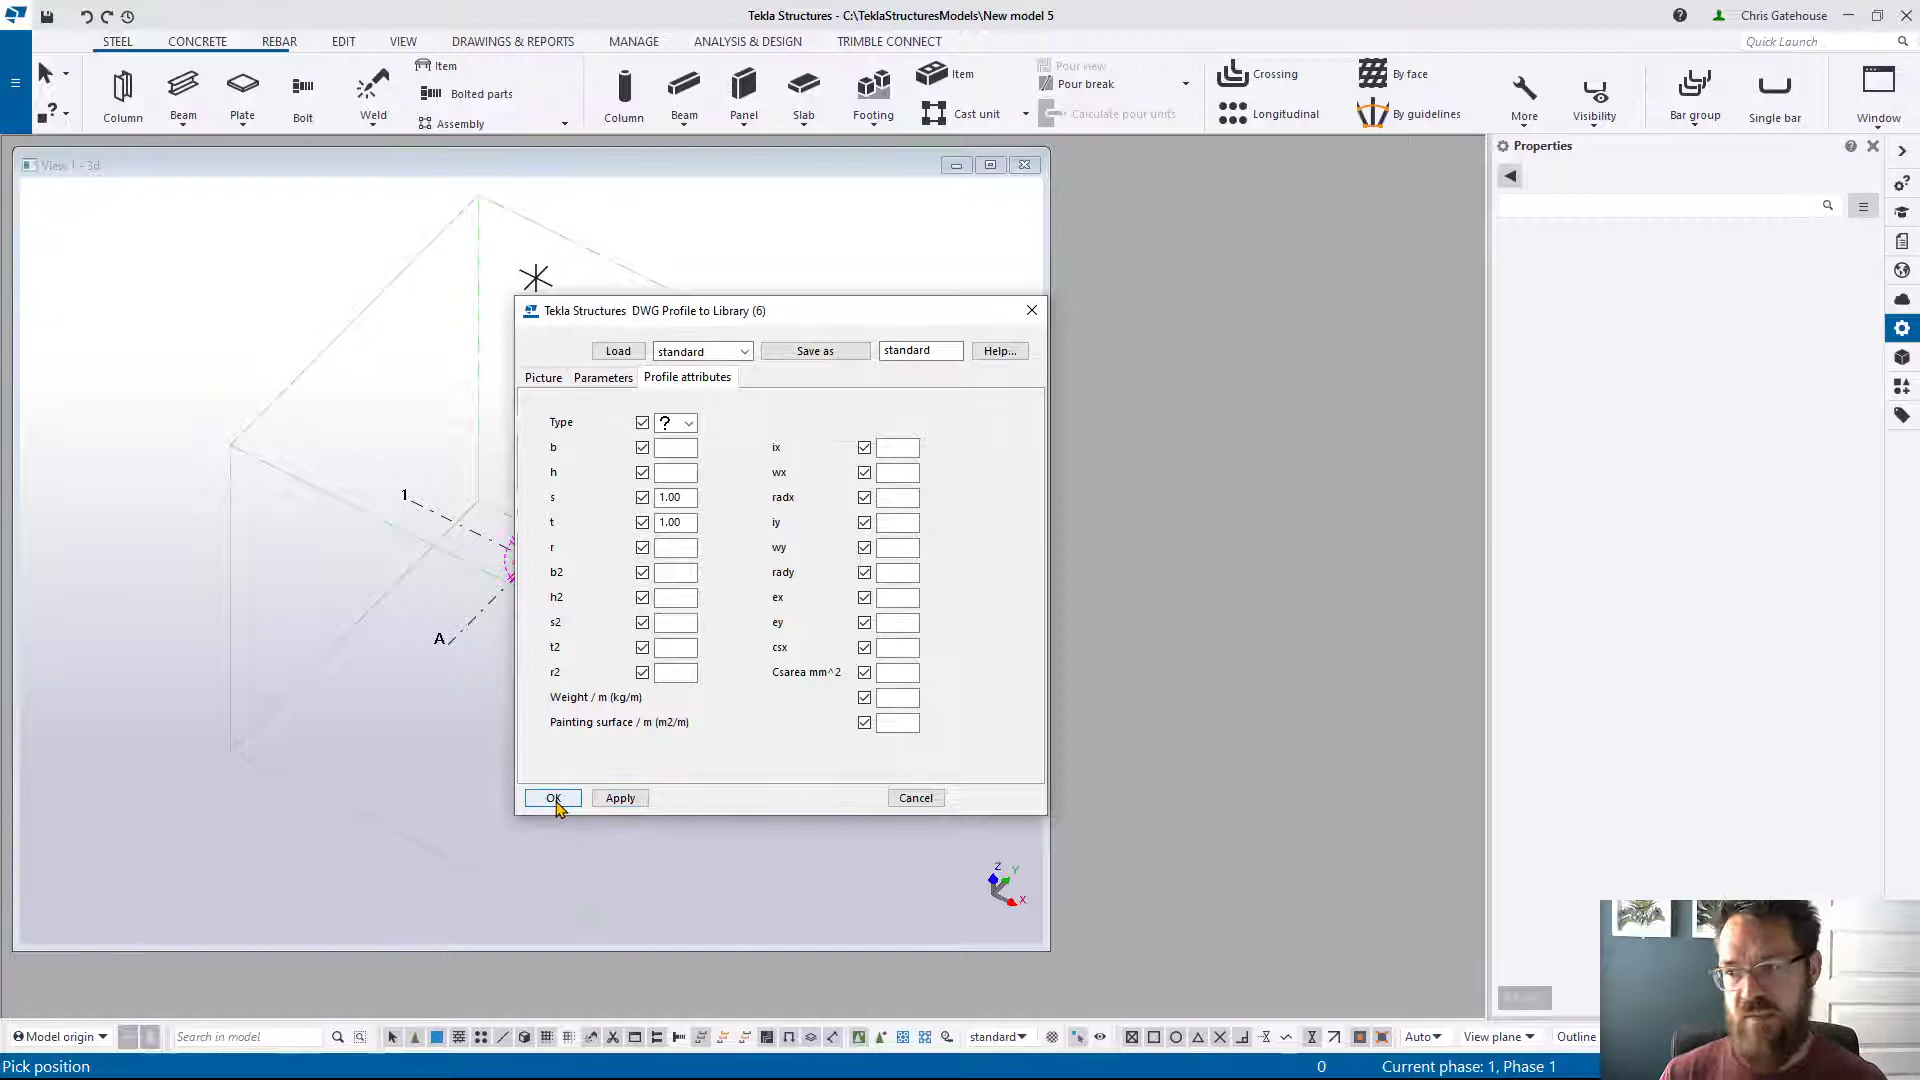 Tekla Structures - C:\TeklaStructuresModels\New model 5
Chris Gatehouse
STEEL CONCRETE REBAR EDIT VIEW DRAWINGS & REPORTS MANAGE ANALYSIS & DESIGN TRIMBLE CONNECT
Quick Launch
Column Beam Plate Bolt Weld
Item
Bolted parts
Assembly
Column Beam Panel Slab Footing
Item
Cast unit
Pour view
Pour break
Calculate pour units
Crossing
Longitudinal
By face
By guidelines
More Visibility Bar group Single bar Window
View 1 - 3d
Properties
1
A
Z
Y
X
Tekla Structures DWG Profile to Library (6)
Load standard Save as standard Help...
Picture Parameters Profile attributes
Type ?
b ix
h wx
s 1.00 radx
t 1.00 iy
r wy
b2 rady
h2 ex
s2 ey
t2 csx
r2 Csarea mm^2
Weight / m (kg/m)
Painting surface / m (m2/m)
OK Apply Cancel
Model origin Search in model standard Auto View plane Outline
Pick position 0 Current phase: 1, Phase 1